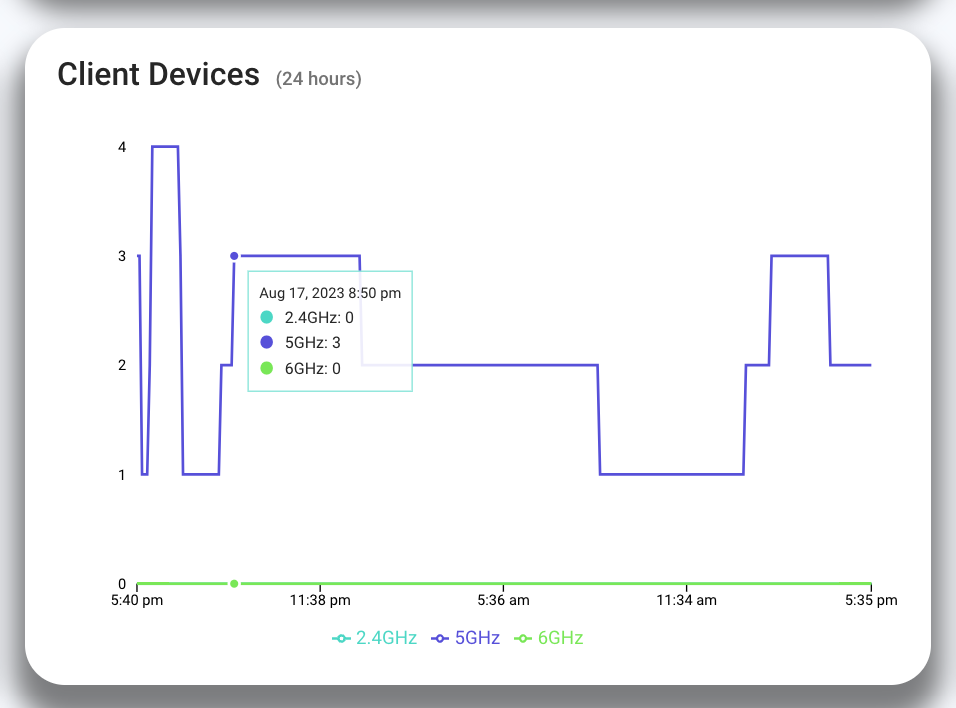 Client Devices (24 hours)
4
3
Aug 17, 2023 8:50 pm
2.4GHz: 0
5GHz: 3
2
6GHz: 0
1
0
5:40 pm 11:38 pm 5:36 am 11:34 am 5:35 pm
2.4GHz 5GHz 6GHz